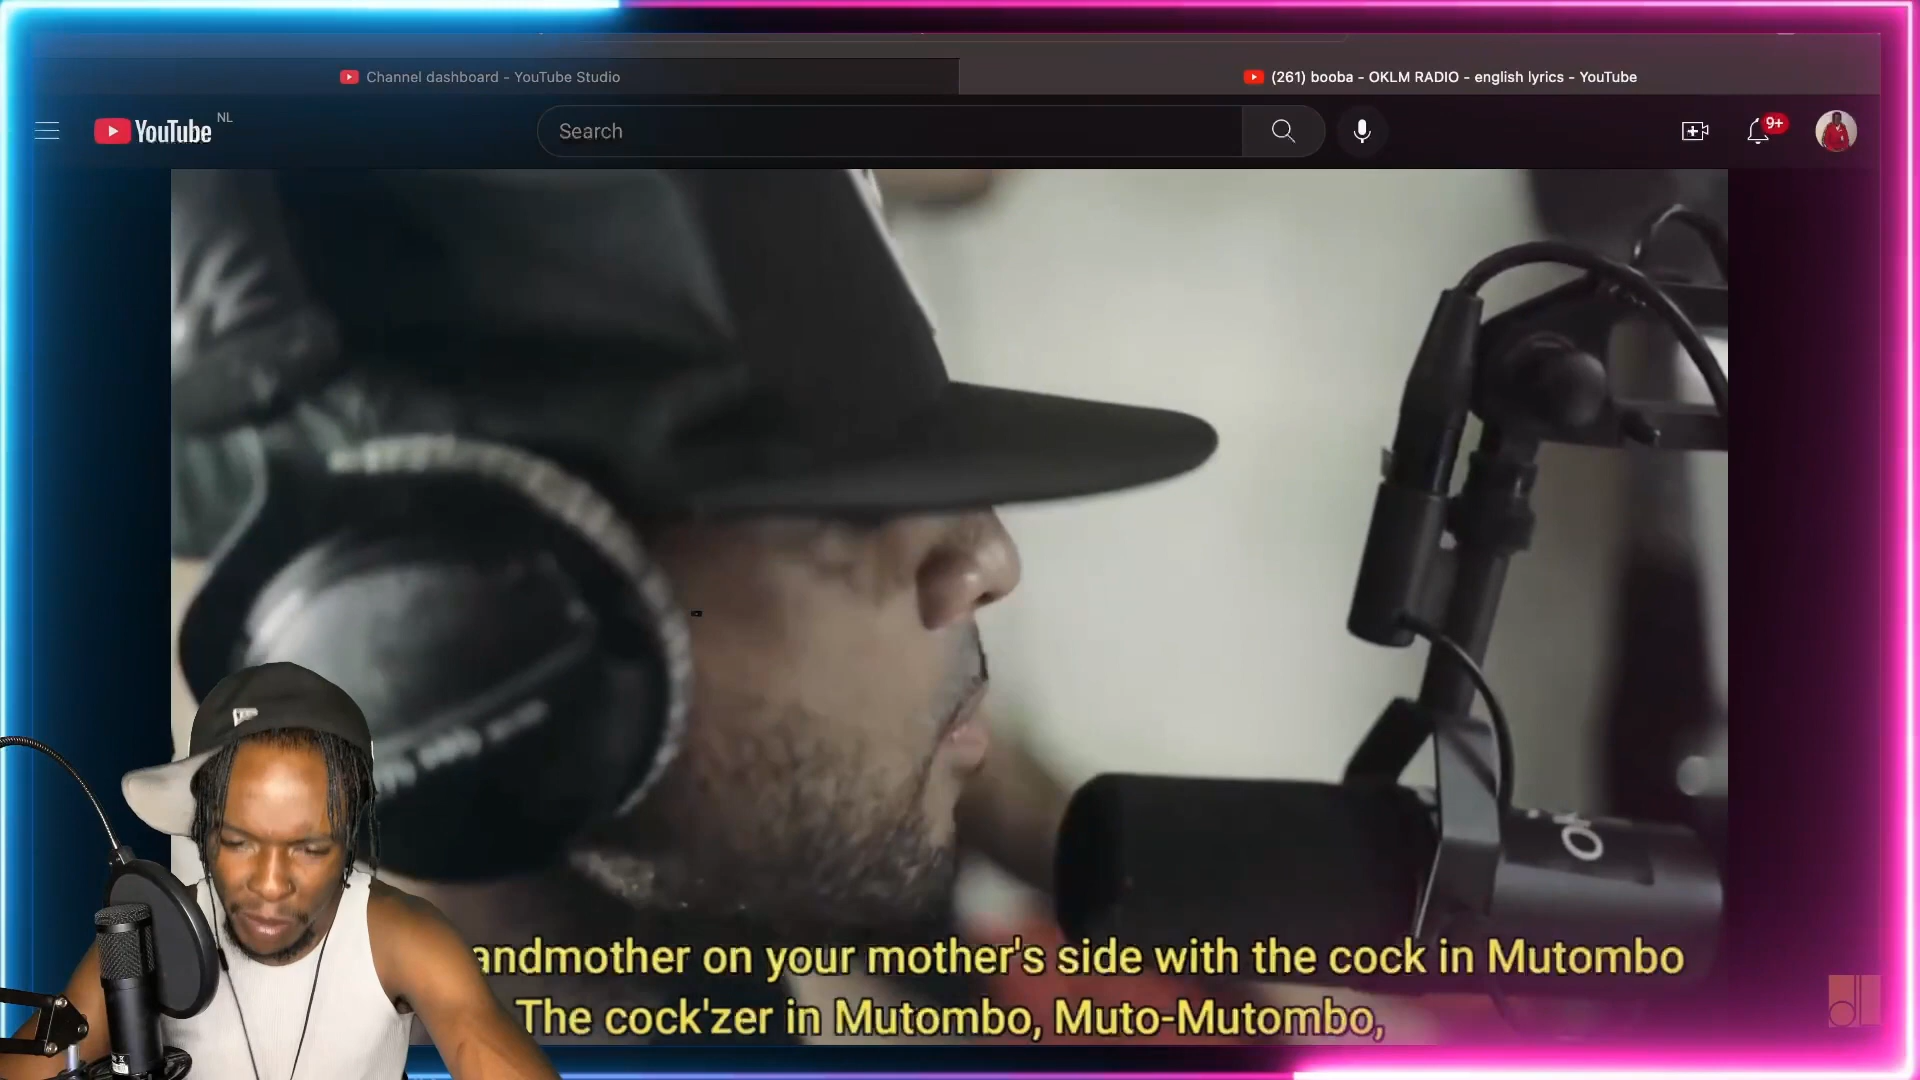 Channel dashboard - YouTube Studio
(261) booba - OKLM RADIO - english lyrics - YouTube
YouTube NL
Search
9+
andmother on your mother's side with the cock in Mutombo
The cock'zer in Mutombo, Muto-Mutombo,